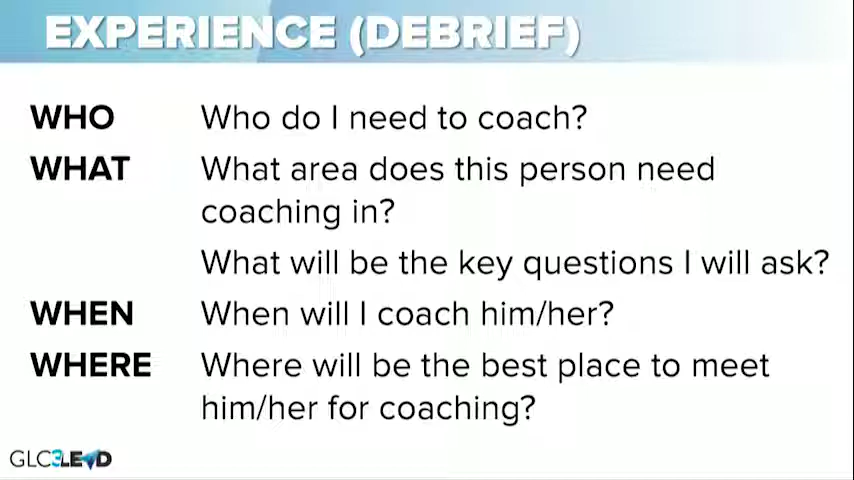 EXPERIENCE (DEBRIEF)
WHO Who do I need to coach?
WHAT What area does this person need
coaching in?
What will be the key questions I will ask?
WHEN When will I coach him/her?
WHERE Where will be the best place to meet
him/her for coaching?
GLC3LEAD